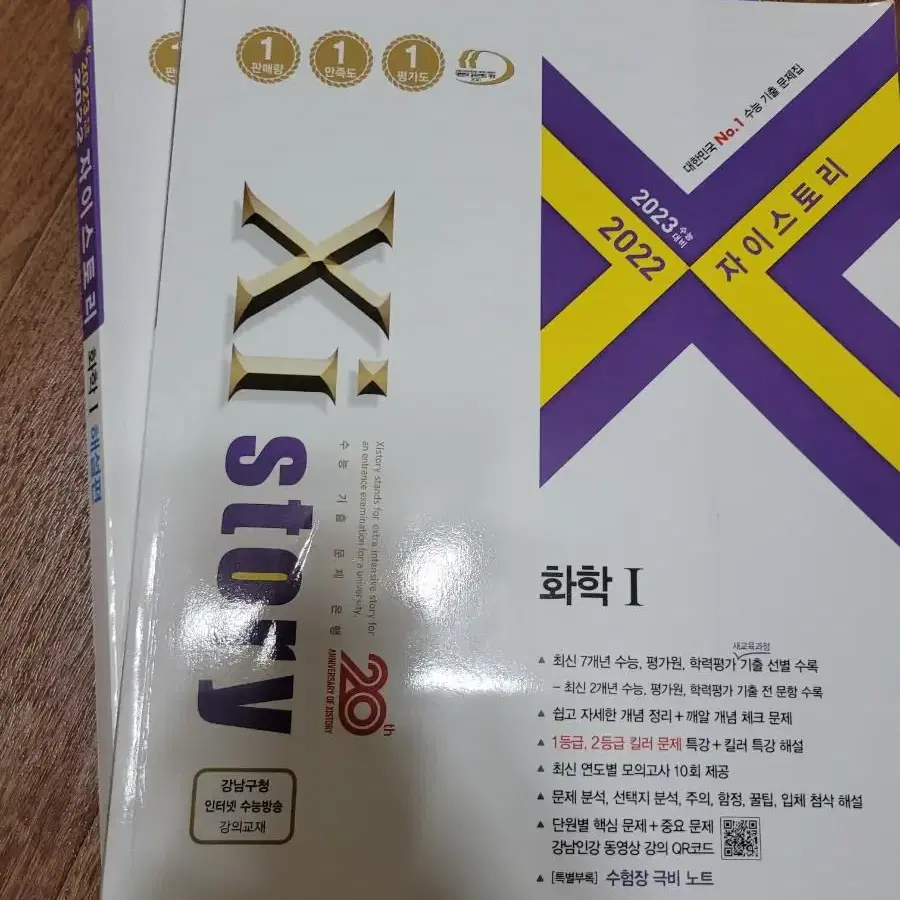 1
판매량
1
만족도
1
평가도
Xi
story
Xistory stands for extra intensive story for
an entrance examination for a university.
수능 기출 문제 은행
20th
ANNIVERSARY OF XISTORY
강남구청
인터넷 수능방송
강의교재
대한민국 No.1 수능 기출 문제집
2023 수능 대비
2022
자이스토리
화학 I
새교육과정
▲ 최신 7개년 수능, 평가원, 학력평가 기출 선별 수록
– 최신 2개년 수능, 평가원, 학력평가 기출 전 문항 수록
▲ 쉽고 자세한 개념 정리 + 깨알 개념 체크 문제
▲ 1등급, 2등급 킬러 문제 특강 + 킬러 특강 해설
▲ 최신 연도별 모의고사 10회 제공
▲ 문제 분석, 선택지 분석, 주의, 함정, 꿀팁, 입체 첨삭 해설
▲ 단원별 핵심 문제 + 중요 문제
강남인강 동영상 강의 QR코드
▲ [특별부록] 수험장 극비 노트
1
2022 자이스토리 화학 I 해설편
1